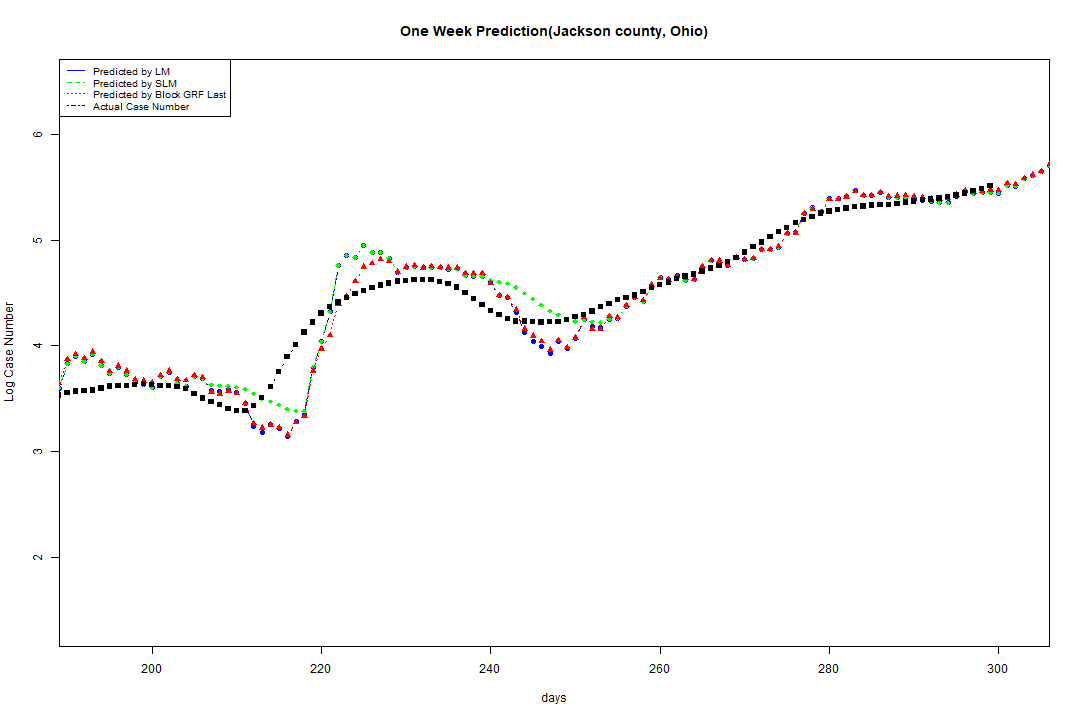 One Week Prediction(Jackson county, Ohio)
Predicted by LM
Predicted by SLM
Predicted by Block GRF Last
Actual Case Number
6
5
4
3
2
Log Case Number
200 220 240 260 280 300
days